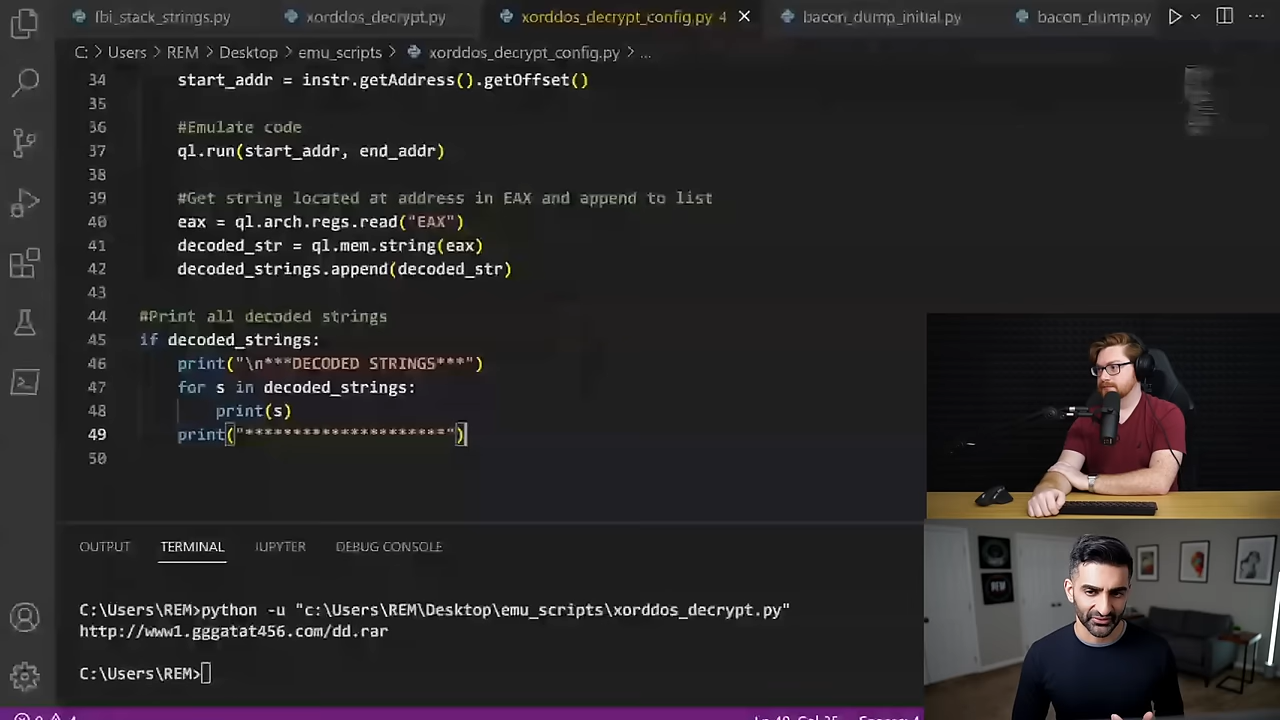 fbi_stack_strings.py xorddos_decrypt.py xorddos_decrypt_config.py 4 bacon_dump_initial.py bacon_dump.py
C: > Users > REM > Desktop > emu_scripts > xorddos_decrypt_config.py > ...
34 start_addr = instr.getAddress().getOffset()
35
36 #Emulate code
37 ql.run(start_addr, end_addr)
38
39 #Get string located at address in EAX and append to list
40 eax = ql.arch.regs.read("EAX")
41 decoded_str = ql.mem.string(eax)
42 decoded_strings.append(decoded_str)
43
44 #Print all decoded strings
45 if decoded_strings:
46 print("\n***DECODED STRINGS***")
47 for s in decoded_strings:
48 print(s)
49 print("*********************")
50
OUTPUT TERMINAL JUPYTER DEBUG CONSOLE
C:\Users\REM>python -u "c:\Users\REM\Desktop\emu_scripts\xorddos_decrypt.py"
http://www1.gggatat456.com/dd.rar
C:\Users\REM>